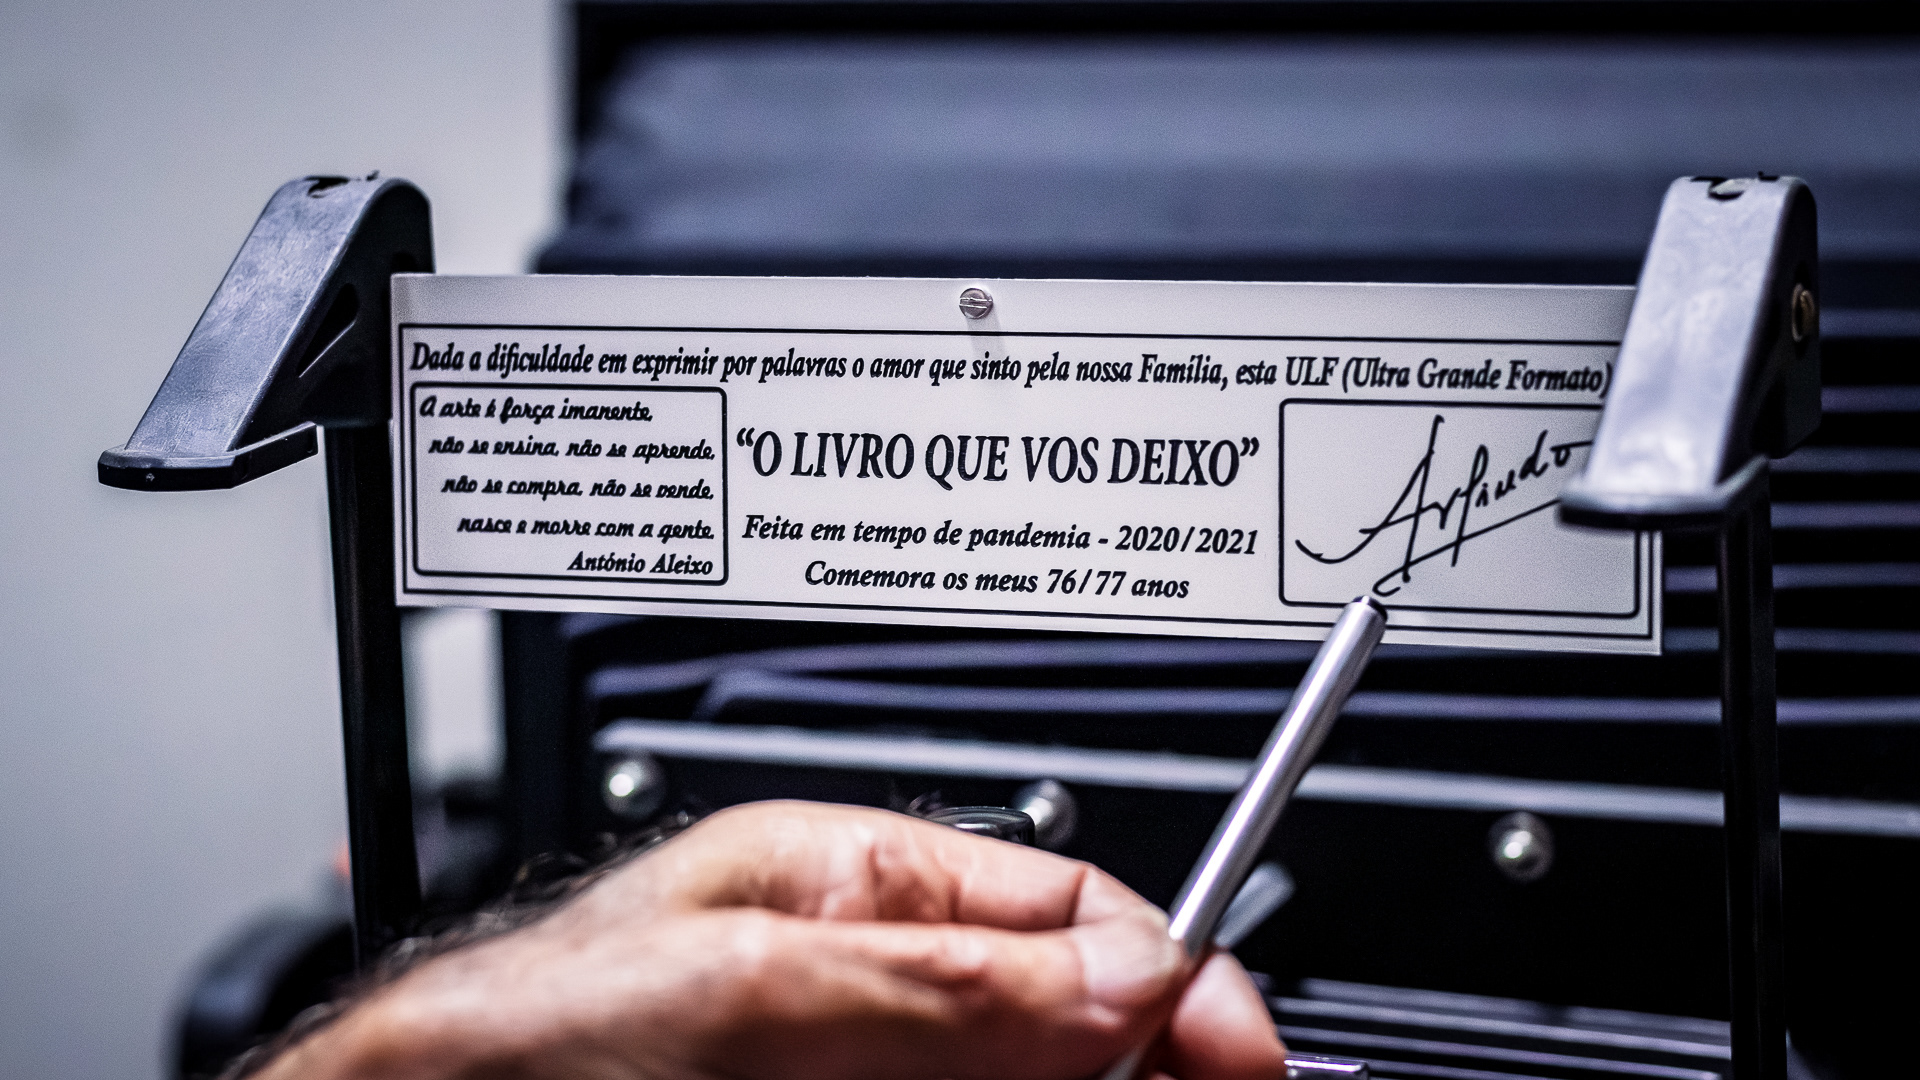 Dada a dificuldade em exprimir por palavras o amor que sinto pela nossa Família, esta ULF (Ultra Grande Formato)
A arte é força imanente,
não se ensina, não se aprende,
não se compra, não se vende,
nasce e morre com a gente.
António Aleixo
“O LIVRO QUE VOS DEIXO”
Feita em tempo de pandemia - 2020/2021
Comemora os meus 76/77 anos
Arlindo